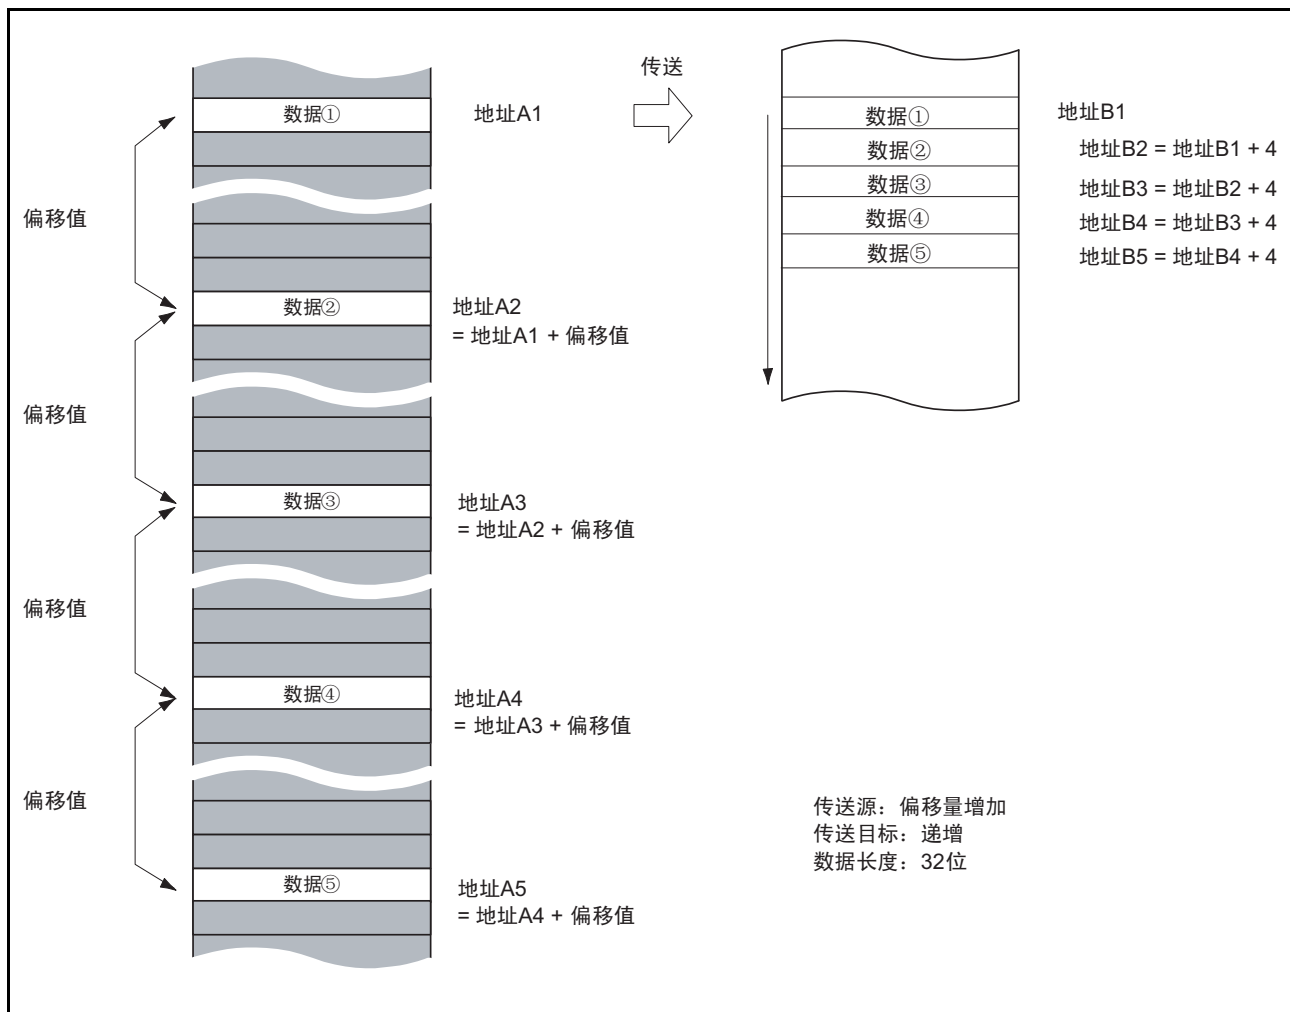 传送
数据①
地址A1
数据①
地址B1
数据②
地址B2 = 地址B1 + 4
数据③
地址B3 = 地址B2 + 4
偏移值
数据④
地址B4 = 地址B3 + 4
数据⑤
地址B5 = 地址B4 + 4
数据②
地址A2
= 地址A1 + 偏移值
偏移值
数据③
地址A3
= 地址A2 + 偏移值
偏移值
数据④
地址A4
= 地址A3 + 偏移值
偏移值
传送源：偏移量增加
传送目标：递增
数据长度：32位
数据⑤
地址A5
= 地址A4 + 偏移值